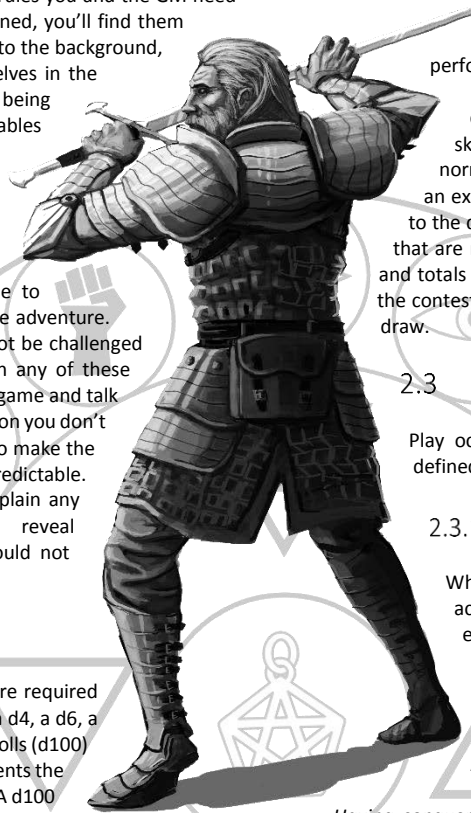 rules you and the GM need
ned, you'll find them
to the background,
elves in the
being
ables
e to
e adventure.
ot be challenged
n any of these
game and talk
on you don't
o make the
redictable.
plain any
reveal
ould not
re required
a d4, a d6, a
olls (d100)
ents the
A d100
perfo
sk
norm
an ex
to the d
that are
and totals
the contest
draw.
2.3
Play oc
defined
2.3.
Wh
ac
e